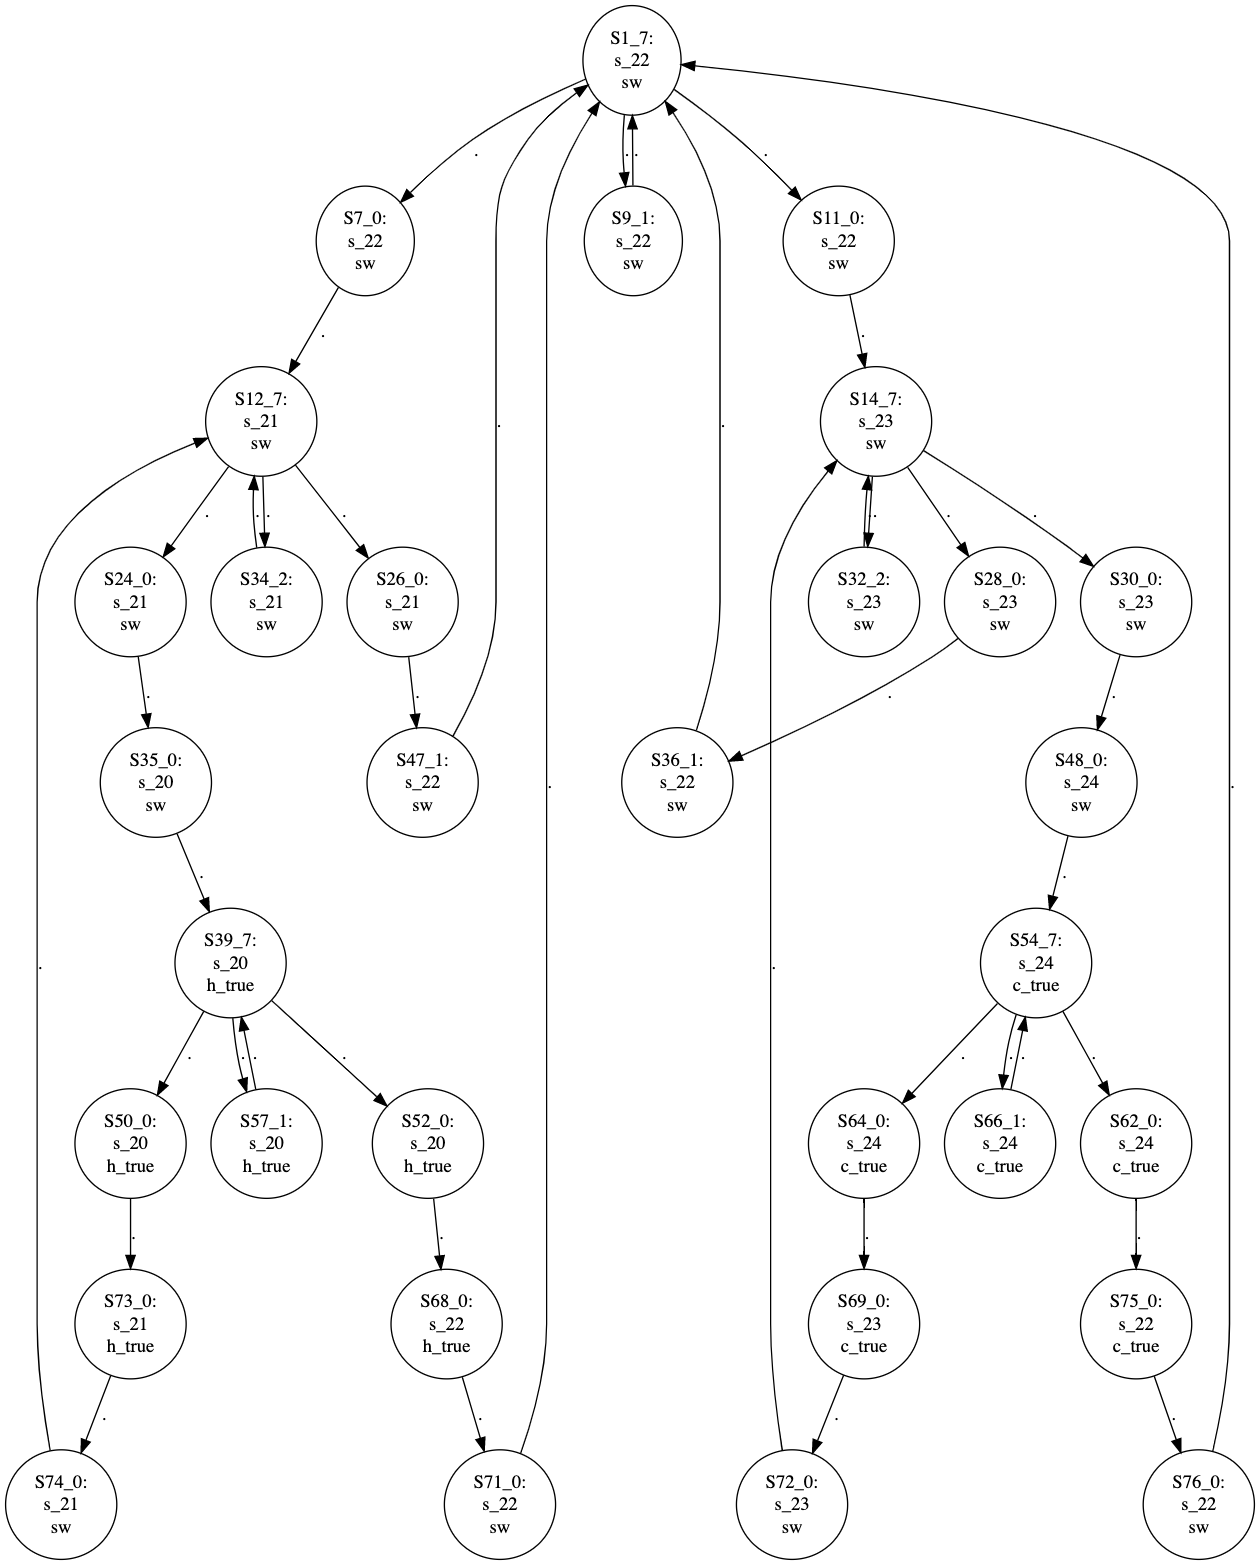 S1_7:
s_22
sw
S7_0:
s_22
sw
S9_1:
s_22
sw
S11_0:
s_22
sw
S12_7:
s_21
sw
S14_7:
s_23
sw
S24_0:
s_21
sw
S34_2:
s_21
sw
S26_0:
s_21
sw
S32_2:
s_23
sw
S28_0:
s_23
sw
S30_0:
s_23
sw
S35_0:
s_20
sw
S47_1:
s_22
sw
S36_1:
s_22
sw
S48_0:
s_24
sw
S39_7:
s_20
h_true
S54_7:
s_24
c_true
S50_0:
s_20
h_true
S57_1:
s_20
h_true
S52_0:
s_20
h_true
S64_0:
s_24
c_true
S66_1:
s_24
c_true
S62_0:
s_24
c_true
S73_0:
s_21
h_true
S68_0:
s_22
h_true
S69_0:
s_23
c_true
S75_0:
s_22
c_true
S74_0:
s_21
sw
S71_0:
s_22
sw
S72_0:
s_23
sw
S76_0:
s_22
sw